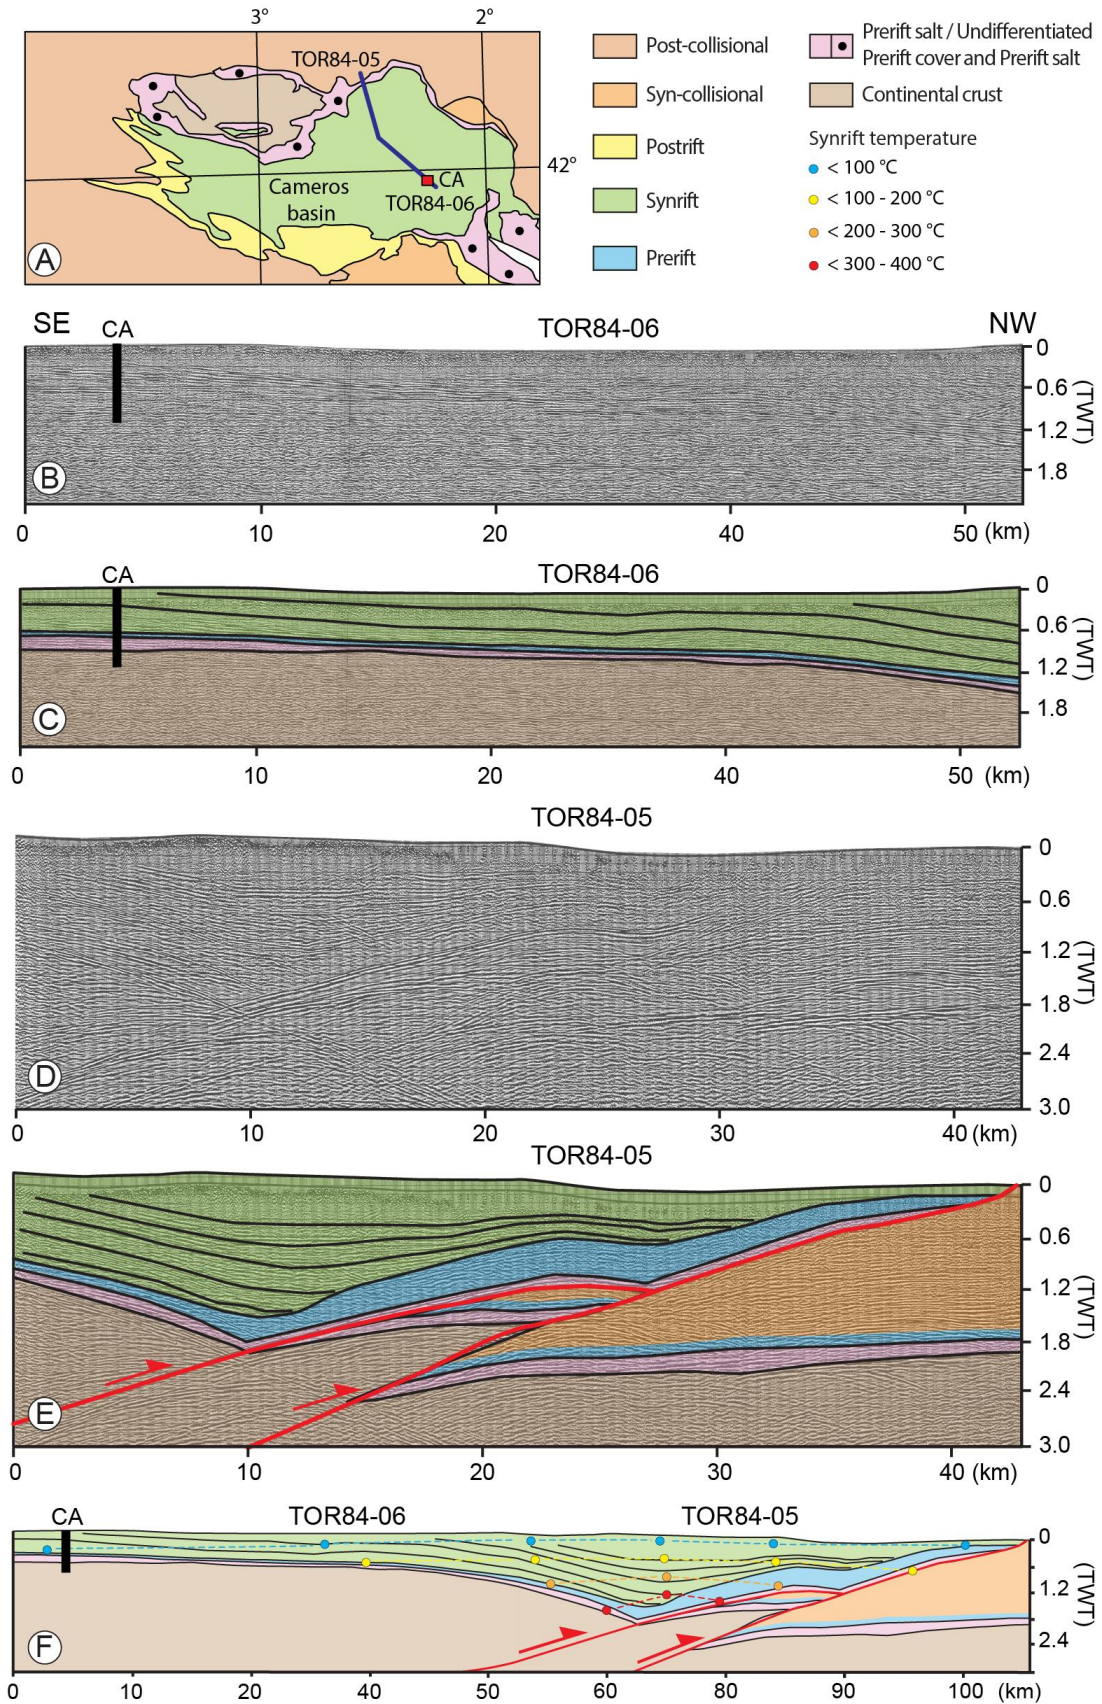 3°
2°
TOR84-05
42°
CA
Cameros
basin
TOR84-06
A
Post-collisional
Syn-collisional
Postrift
Synrift
Prerift
Prerift salt / Undifferentiated
Prerift cover and Prerift salt
Continental crust
Synrift temperature
< 100 °C
< 100 - 200 °C
< 200 - 300 °C
< 300 - 400 °C
SE
CA
TOR84-06
NW
0
0.6
1.2
1.8
(TWT)
B
0 10 20 40 50 (km)
CA
TOR84-06
0
0.6
1.2
1.8
(TWT)
C
0 10 20 40 50 (km)
TOR84-05
0
0.6
1.2
1.8
2.4
3.0
(TWT)
D
0 10 20 30 40 (km)
TOR84-05
0
0.6
1.2
1.8
2.4
3.0
(TWT)
E
0 10 20 30 40 (km)
CA
TOR84-06
TOR84-05
0
1.2
2.4
(TWT)
F
0 10 20 40 50 60 80 90 100 (km)